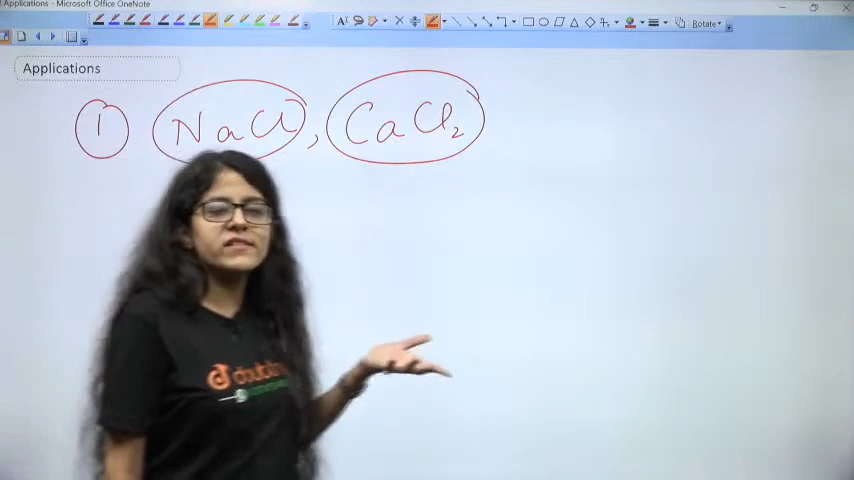 Applications - Microsoft Office OneNote
Rotate
Applications
1 NaCl, CaCl2